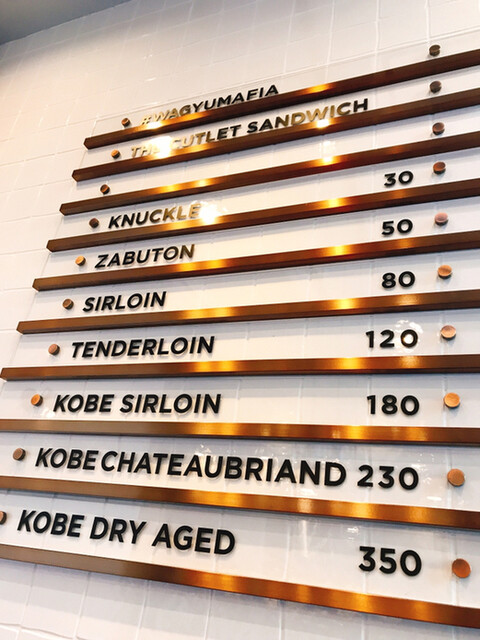 #WAGYUMAFIA
THE CUTLET SANDWICH
KNUCKLE 30
ZABUTON 50
SIRLOIN 80
TENDERLOIN 120
KOBE SIRLOIN 180
KOBE CHATEAUBRIAND 230
KOBE DRY AGED 350